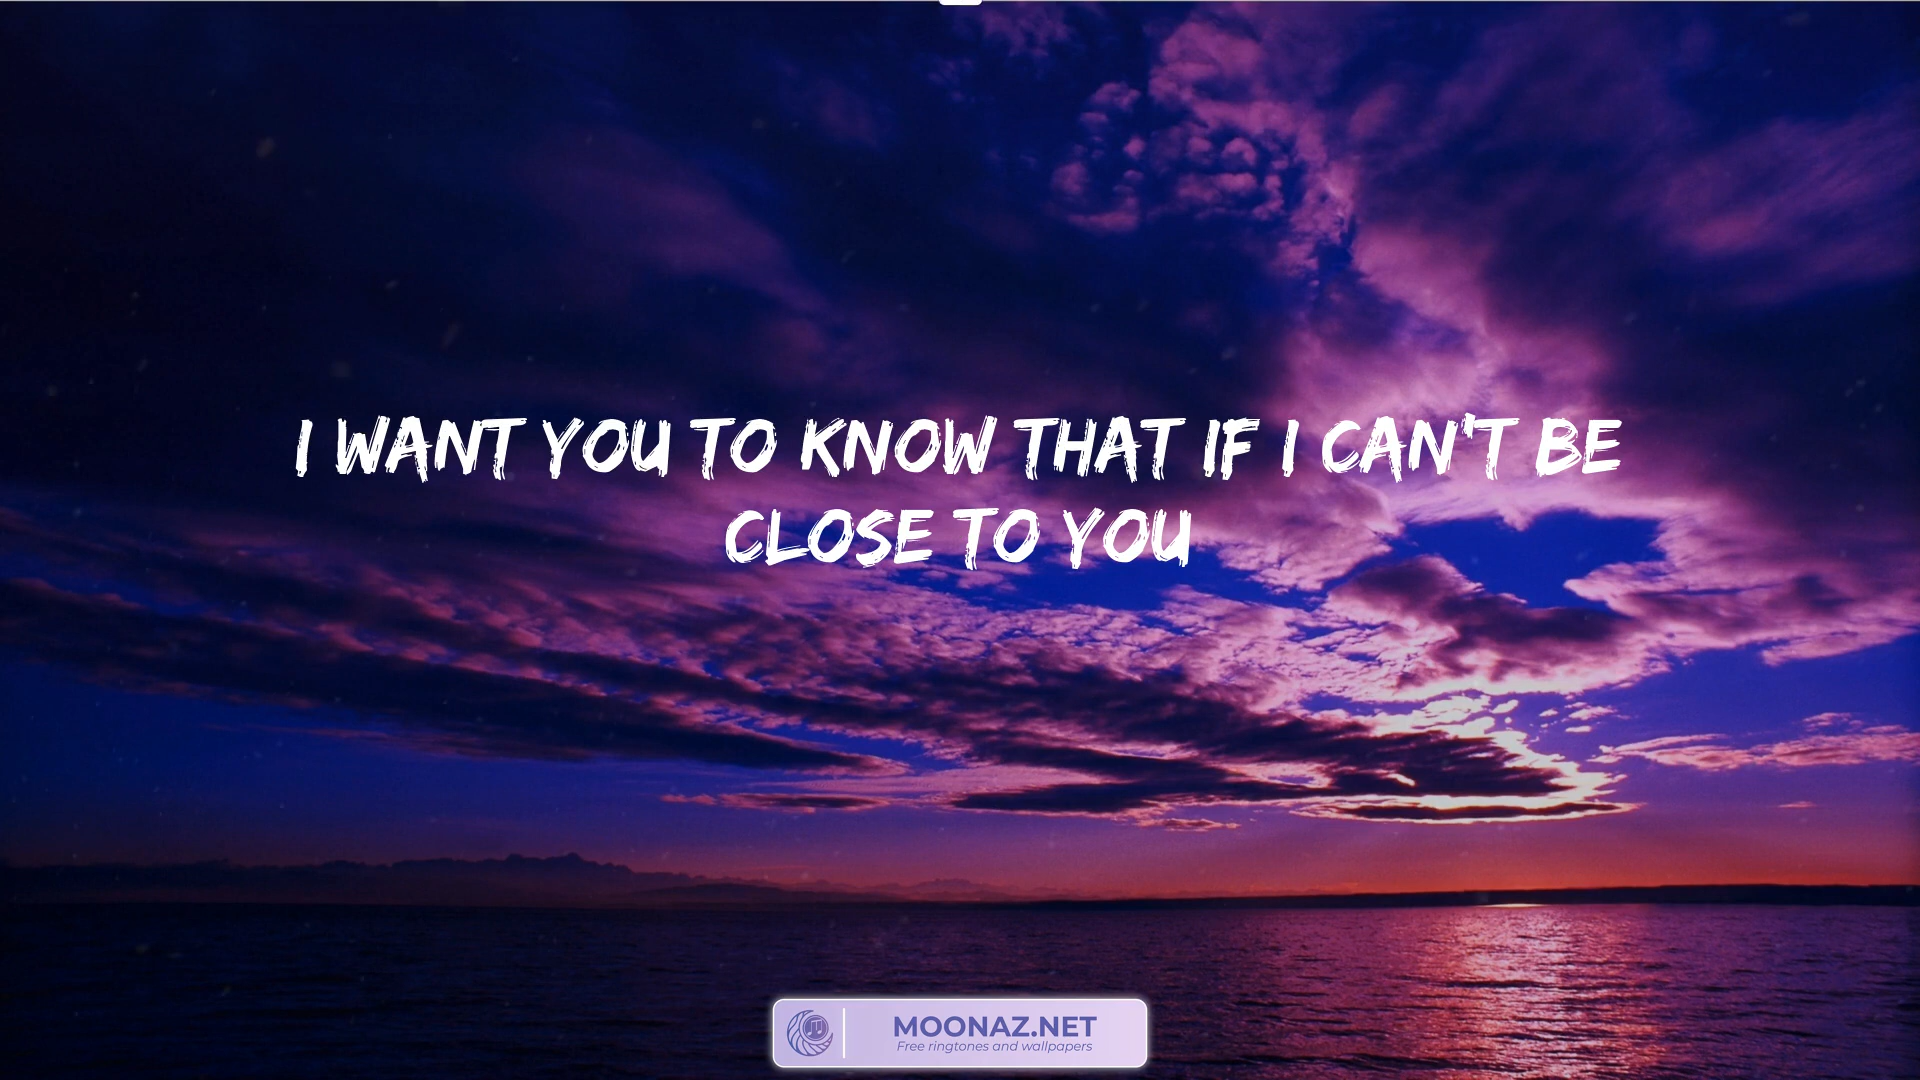 I WANT YOU TO KNOW THAT IF I CAN'T BE
CLOSE TO YOU
MOONAZ.NET
Free ringtones and wallpapers